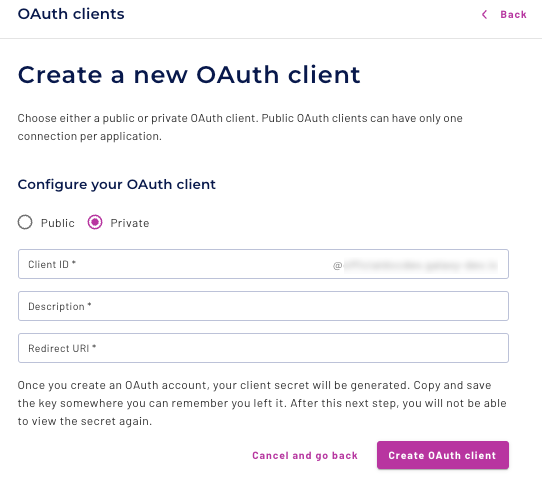 OAuth clients
Back
Create a new OAuth client
Choose either a public or private OAuth client. Public OAuth clients can have only one
connection per application.
Configure your OAuth client
Public
Private
Client ID *
@
Description *
Redirect URI *
Once you create an OAuth account, your client secret will be generated. Copy and save
the key somewhere you can remember you left it. After this next step, you will not be able
to view the secret again.
Cancel and go back
Create OAuth client